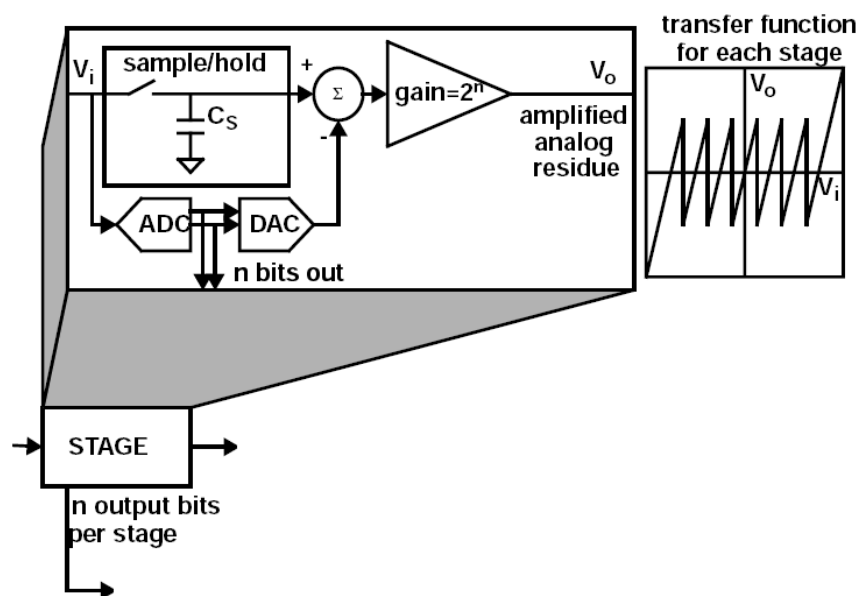 transfer function
for each stage
sample/hold
Vi
+
Σ
-
gain=2ⁿ
Vo
CS
amplified
analog
residue
ADC
DAC
n bits out
Vo
Vi
STAGE
n output bits
per stage